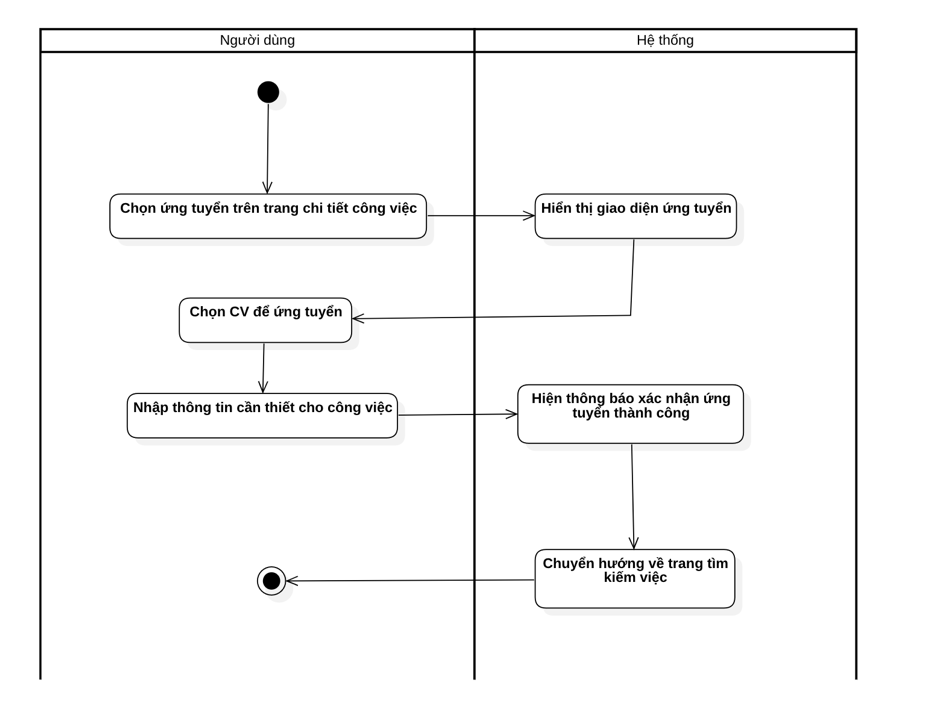 Người dùng
Hệ thống
Chọn ứng tuyển trên trang chi tiết công việc
Hiển thị giao diện ứng tuyển
Chọn CV để ứng tuyển
Nhập thông tin cần thiết cho công việc
Hiện thông báo xác nhận ứng
tuyển thành công
Chuyển hướng về trang tìm
kiếm việc